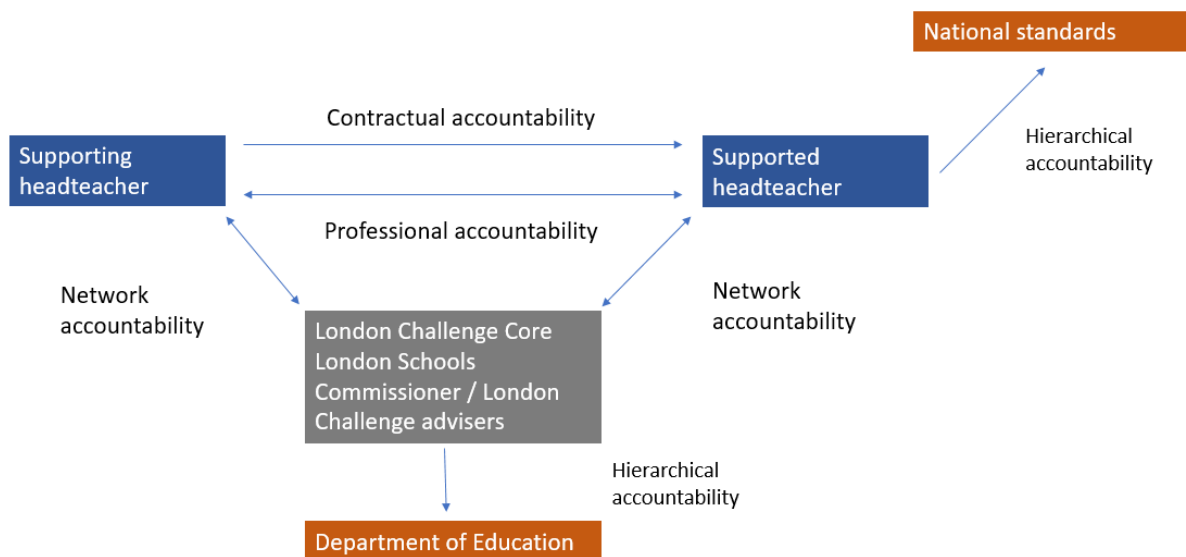 National standards
Contractual accountability
Hierarchical
accountability
Supporting
headteacher
Supported
headteacher
Professional accountability
Network
accountability
Network
accountability
London Challenge Core
London Schools
Commissioner / London
Challenge advisers
Hierarchical
accountability
Department of Education